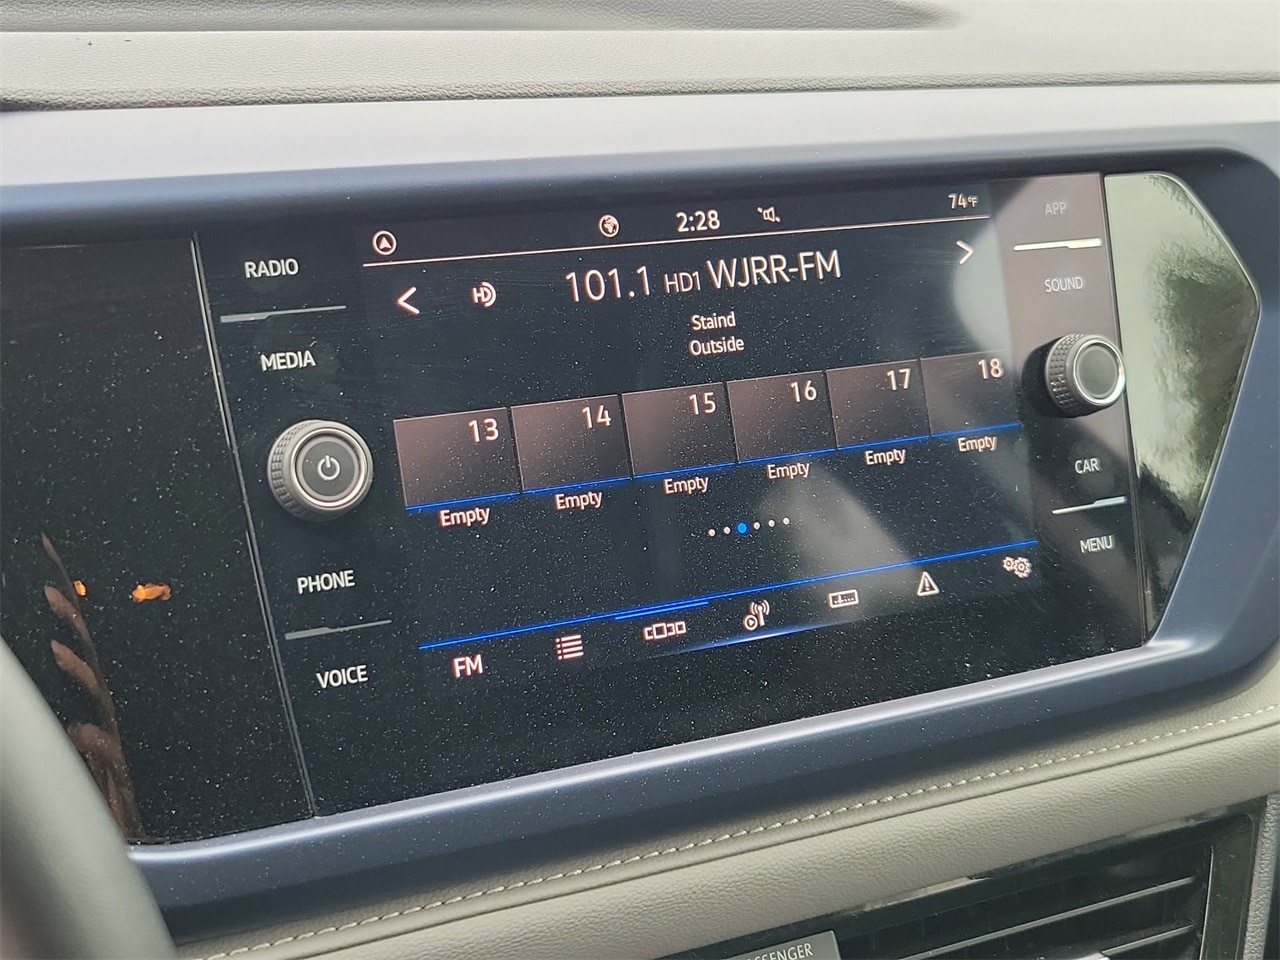 RADIO
MEDIA
PHONE
VOICE
2:28
74°F
HD
101.1 HD1 WJRR-FM
Staind
Outside
13
14
15
16
17
18
Empty
Empty
Empty
Empty
Empty
Empty
FM
APP
SOUND
CAR
MENU